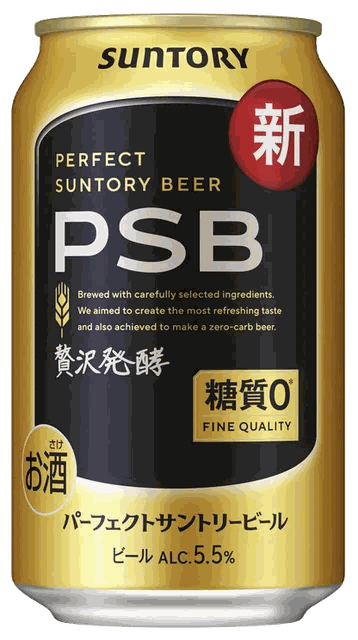 SUNTORY
新
PERFECT
SUNTORY BEER
PSB
Brewed with carefully selected ingredients.
We aimed to create the most refreshing taste
and also achieved to make a zero-carb beer.
贅沢発酵
糖質0*
FINE QUALITY
さけ
お酒
パーフェクトサントリービール
ビール ALC.5.5%